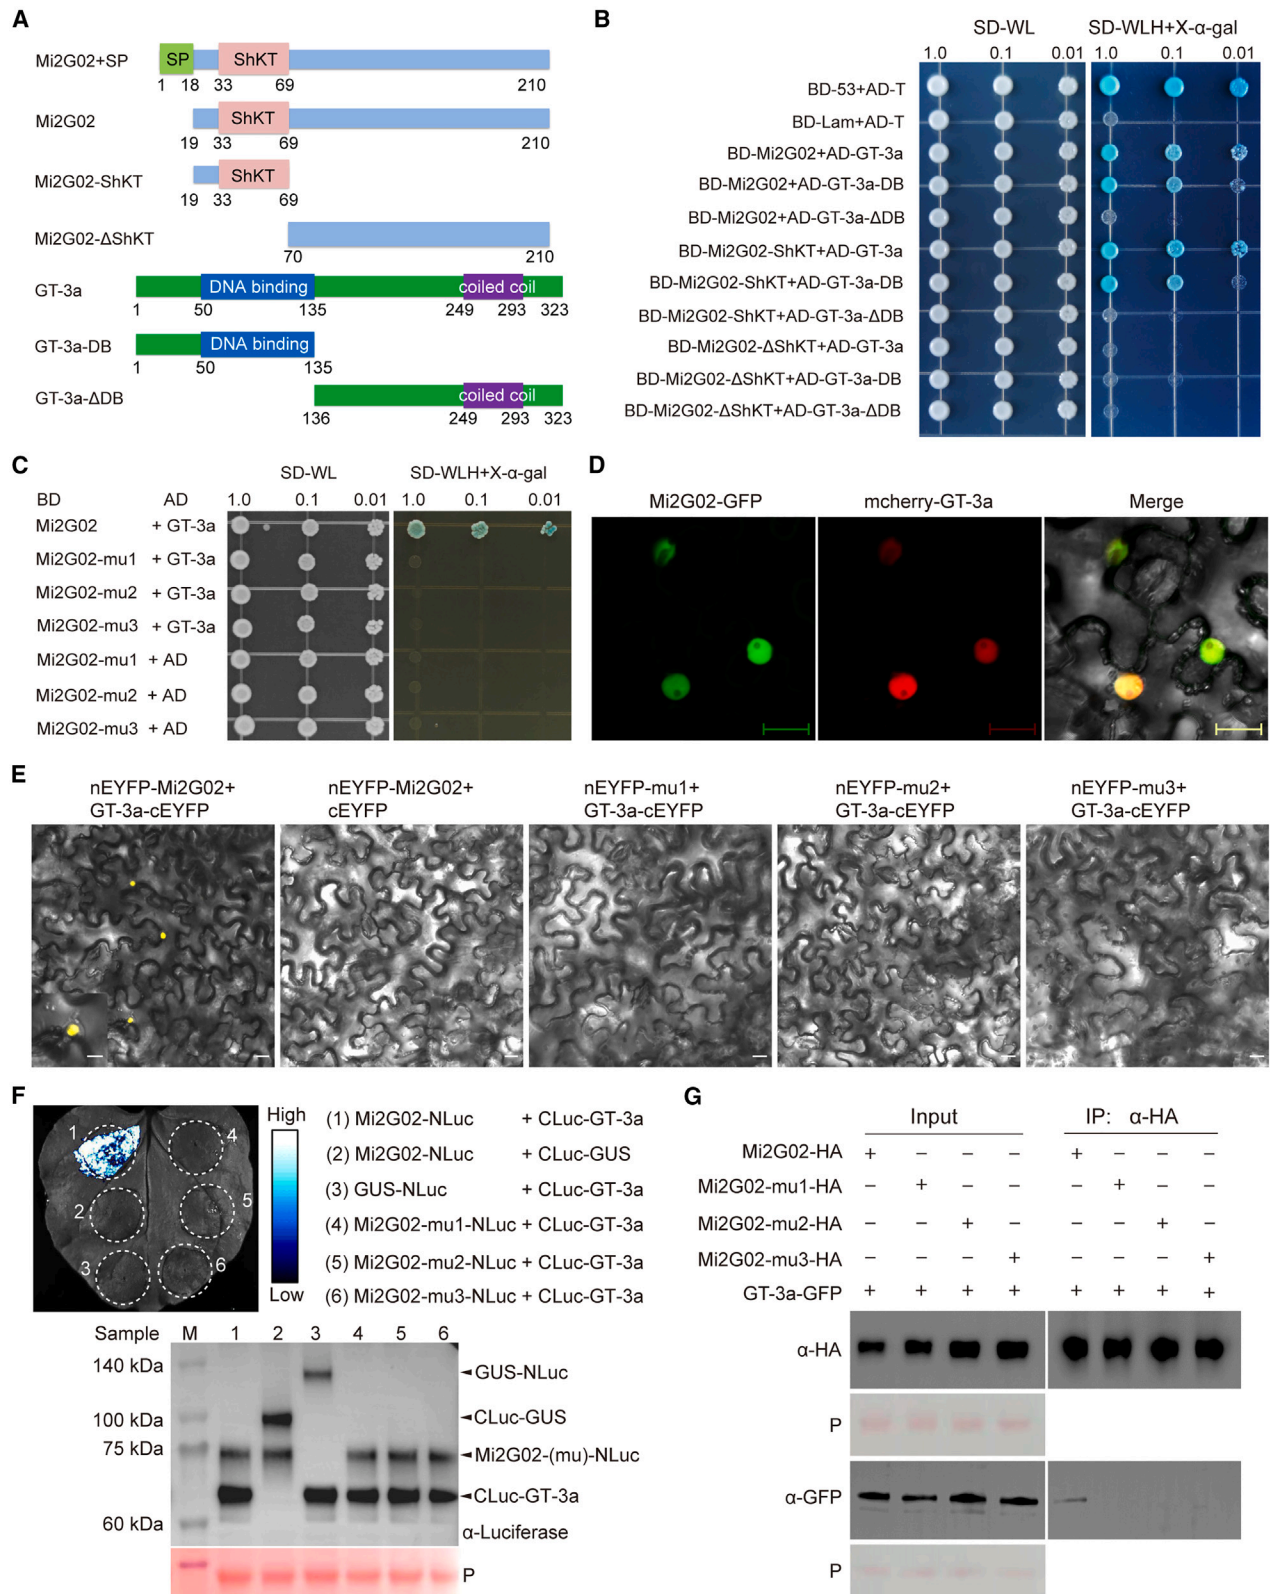 A
Mi2G02+SP
SP
ShKT
1 18 33 69 210
Mi2G02
ShKT
19 33 69 210
Mi2G02-ShKT
ShKT
19 33 69
Mi2G02-ΔShKT
70 210
GT-3a
DNA binding
coiled coil
1 50 135 249 293 323
GT-3a-DB
DNA binding
1 50 135
GT-3a-ΔDB
coiled coil
136 249 293 323
B
SD-WL SD-WLH+X-α-gal
1.0 0.1 0.01 1.0 0.1 0.01
BD-53+AD-T
BD-Lam+AD-T
BD-Mi2G02+AD-GT-3a
BD-Mi2G02+AD-GT-3a-DB
BD-Mi2G02+AD-GT-3a-ΔDB
BD-Mi2G02-ShKT+AD-GT-3a
BD-Mi2G02-ShKT+AD-GT-3a-DB
BD-Mi2G02-ShKT+AD-GT-3a-ΔDB
BD-Mi2G02-ΔShKT+AD-GT-3a
BD-Mi2G02-ΔShKT+AD-GT-3a-DB
BD-Mi2G02-ΔShKT+AD-GT-3a-ΔDB
C
SD-WL SD-WLH+X-α-gal
BD AD 1.0 0.1 0.01 1.0 0.1 0.01
Mi2G02 + GT-3a
Mi2G02-mu1 + GT-3a
Mi2G02-mu2 + GT-3a
Mi2G02-mu3 + GT-3a
Mi2G02-mu1 + AD
Mi2G02-mu2 + AD
Mi2G02-mu3 + AD
D
Mi2G02-GFP mcherry-GT-3a Merge
E
nEYFP-Mi2G02+
GT-3a-cEYFP
nEYFP-Mi2G02+
cEYFP
nEYFP-mu1+
GT-3a-cEYFP
nEYFP-mu2+
GT-3a-cEYFP
nEYFP-mu3+
GT-3a-cEYFP
F
1
2
3
4
5
6
High
Low
(1) Mi2G02-NLuc + CLuc-GT-3a
(2) Mi2G02-NLuc + CLuc-GUS
(3) GUS-NLuc + CLuc-GT-3a
(4) Mi2G02-mu1-NLuc + CLuc-GT-3a
(5) Mi2G02-mu2-NLuc + CLuc-GT-3a
(6) Mi2G02-mu3-NLuc + CLuc-GT-3a
Sample M 1 2 3 4 5 6
140 kDa
100 kDa
75 kDa
60 kDa
GUS-NLuc
CLuc-GUS
Mi2G02-(mu)-NLuc
CLuc-GT-3a
α-Luciferase
P
G
Input IP: α-HA
Mi2G02-HA + − − − + − − −
Mi2G02-mu1-HA − + − − − + − −
Mi2G02-mu2-HA − − + − − − + −
Mi2G02-mu3-HA − − − + − − − +
GT-3a-GFP + + + + + + + +
α-HA
P
α-GFP
P